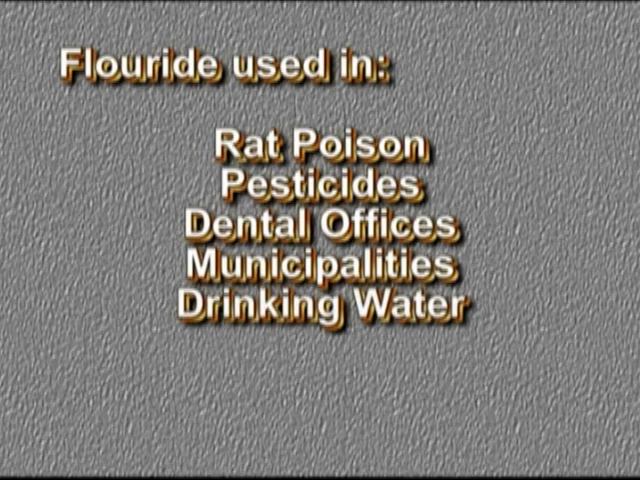 Flouride used in:
Rat Poison
Pesticides
Dental Offices
Municipalities
Drinking Water